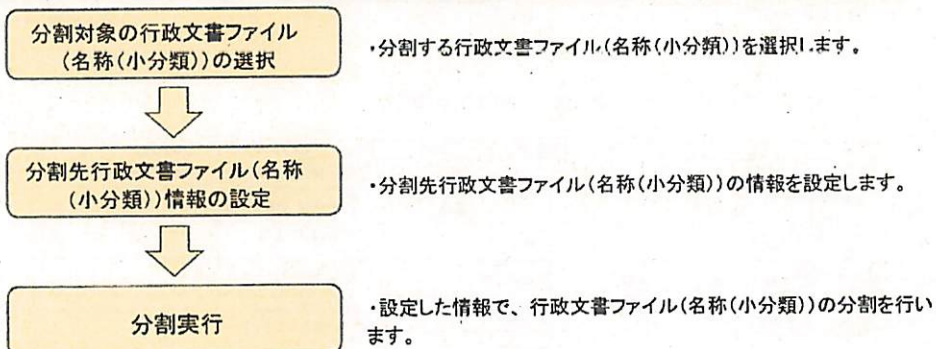 分割対象の行政文書ファイル
(名称(小分類))の選択
・分割する行政文書ファイル(名称(小分類))を選択します。
分割先行政文書ファイル(名称
(小分類))情報の設定
・分割先行政文書ファイル(名称(小分類))の情報を設定します。
分割実行
・設定した情報で、行政文書ファイル(名称(小分類))の分割を行い
ます。